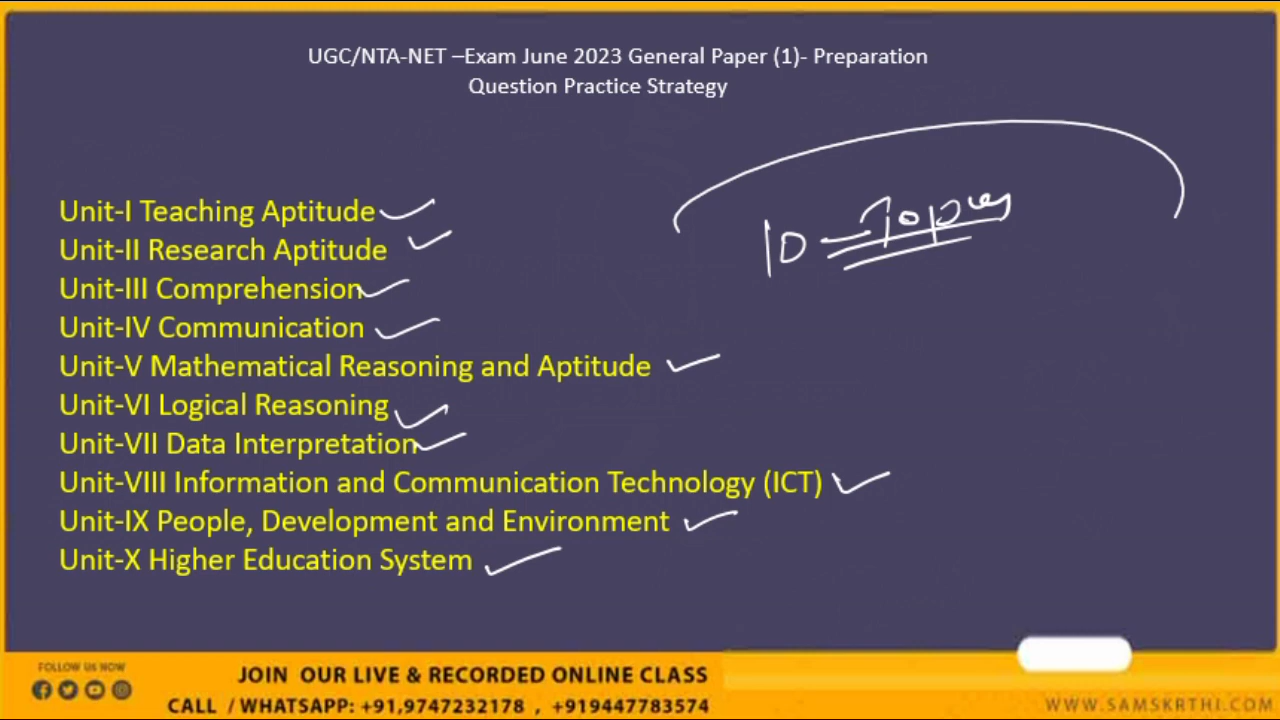 UGC/NTA-NET –Exam June 2023 General Paper (1)- Preparation
Question Practice Strategy
10 – Topics
Unit-I Teaching Aptitude
Unit-II Research Aptitude
Unit-III Comprehension
Unit-IV Communication
Unit-V Mathematical Reasoning and Aptitude
Unit-VI Logical Reasoning
Unit-VII Data Interpretation
Unit-VIII Information and Communication Technology (ICT)
Unit-IX People, Development and Environment
Unit-X Higher Education System
FOLLOW US NOW
JOIN OUR LIVE & RECORDED ONLINE CLASS
CALL / WHATSAPP: +91,9747232178 , +919447783574
WWW.SAMSKRTHI.COM